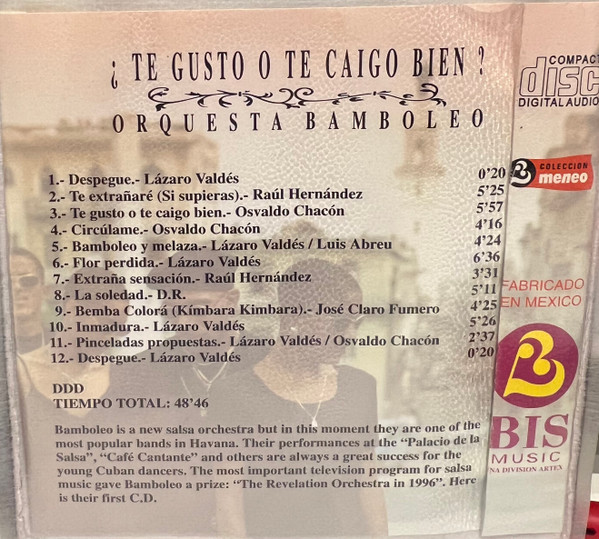 ¿ TE GUSTO O TE CAIGO BIEN ?
ORQUESTA BAMBOLEO
COMPACT
disc
DIGITAL AUDIO
1.- Despegue.- Lázaro Valdés 0'20
2.- Te extrañaré (Si supieras).- Raúl Hernández 5'25
3.- Te gusto o te caigo bien.- Osvaldo Chacón 5'57
4.- Circúlame.- Osvaldo Chacón 4'16
5.- Bamboleo y melaza.- Lázaro Valdés / Luis Abreu 4'24
6.- Flor perdida.- Lázaro Valdés 6'36
7.- Extraña sensación.- Raúl Hernández 3'31
8.- La soledad.- D.R. 5'11
9.- Bemba Colorá (Kímbara Kimbara).- José Claro Fumero 4'25
10.- Inmadura.- Lázaro Valdés 5'26
11.- Pinceladas propuestas.- Lázaro Valdés / Osvaldo Chacón 2'37
12.- Despegue.- Lázaro Valdés 0'20
COLECCION
meneo
FABRICADO
EN MEXICO
DDD
TIEMPO TOTAL: 48'46
Bamboleo is a new salsa orchestra but in this moment they are one of the
most popular bands in Havana. Their performances at the "Palacio de la
Salsa", "Café Cantante" and others are always a great success for the
young Cuban dancers. The most important television program for salsa
music gave Bamboleo a prize: "The Revelation Orchestra in 1996". Here
is their first C.D.
BIS
MUSIC
NA DIVISION ARTEX